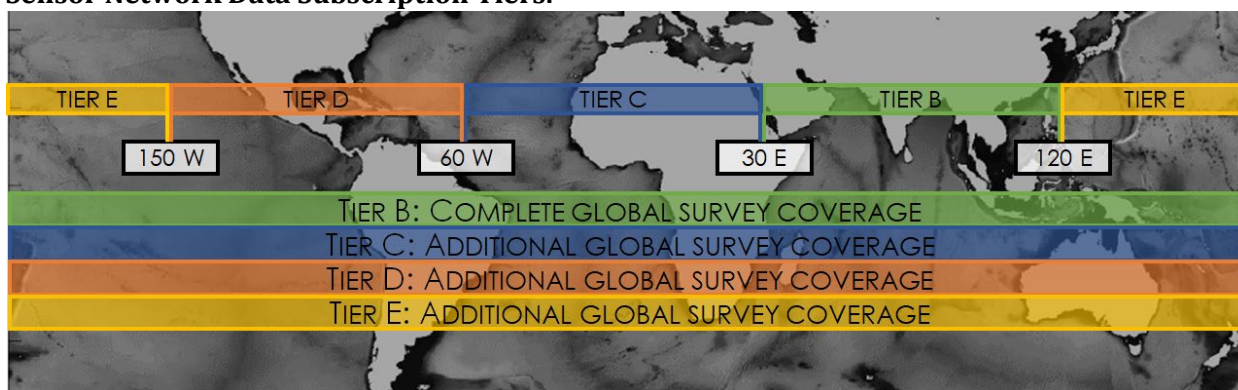 Sensor Network Data Subscription Tiers:
TIER E TIER D TIER C TIER B TIER E
150 W 60 W 30 E 120 E
TIER B: COMPLETE GLOBAL SURVEY COVERAGE
TIER C: ADDITIONAL GLOBAL SURVEY COVERAGE
TIER D: ADDITIONAL GLOBAL SURVEY COVERAGE
TIER E: ADDITIONAL GLOBAL SURVEY COVERAGE